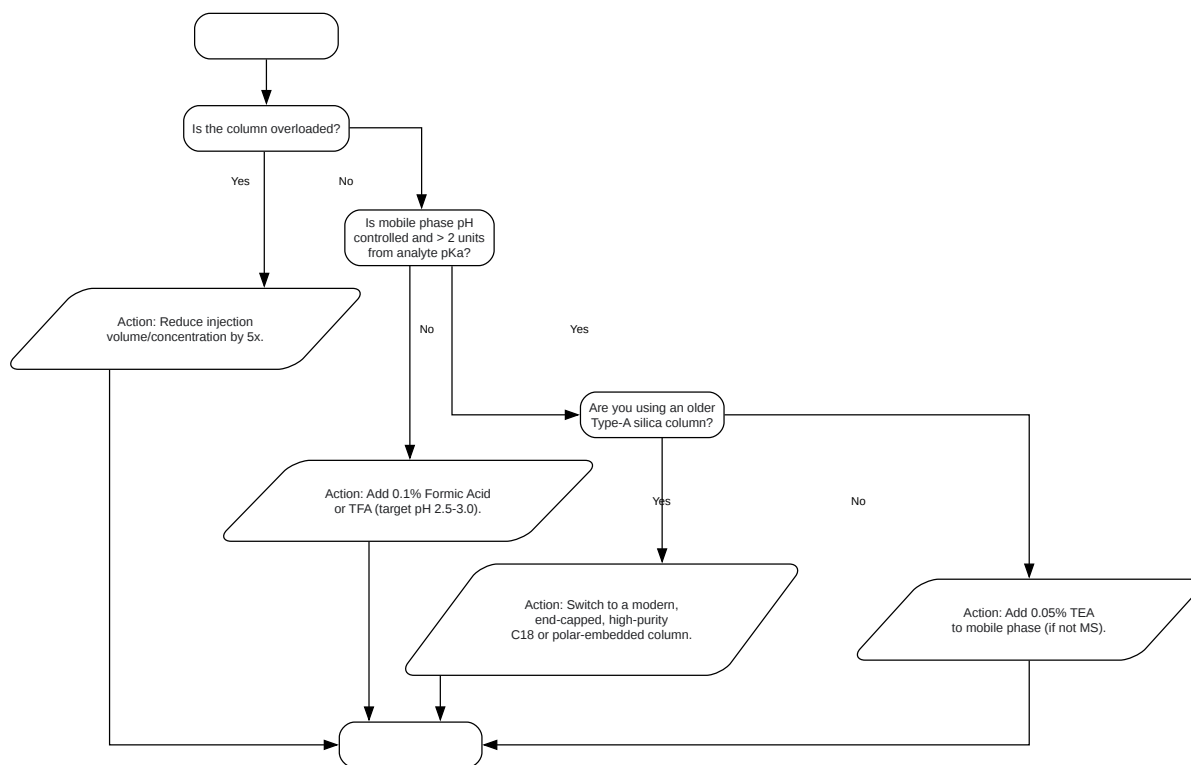 Is the column overloaded?
Yes
No
Is mobile phase pH
controlled and > 2 units
from analyte pKa?
Action: Reduce injection
volume/concentration by 5x.
No
Yes
Are you using an older
Type-A silica column?
Action: Add 0.1% Formic Acid
or TFA (target pH 2.5-3.0).
Yes
No
Action: Switch to a modern,
end-capped, high-purity
C18 or polar-embedded column.
Action: Add 0.05% TEA
to mobile phase (if not MS).